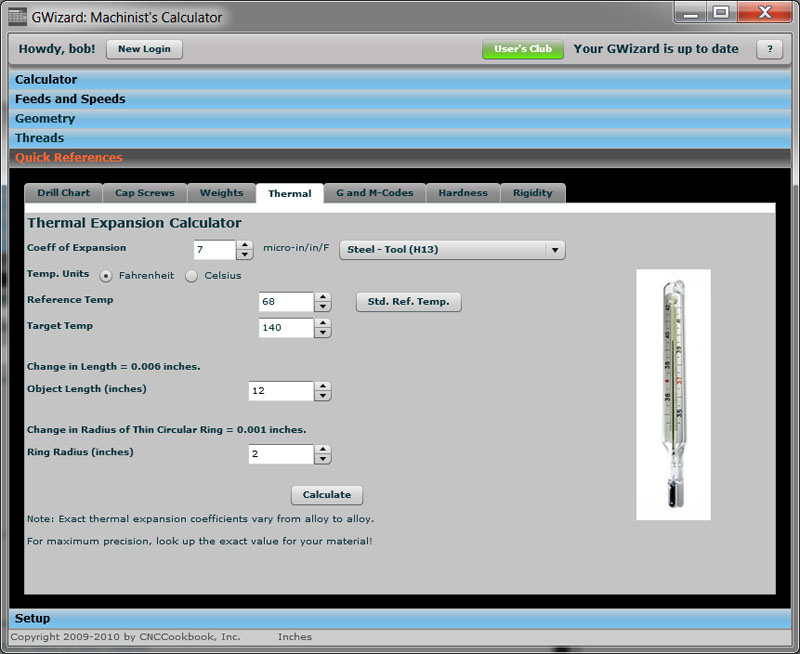 GWizard: Machinist's Calculator
Howdy, bob! New Login User's Club Your GWizard is up to date ?
Calculator
Feeds and Speeds
Geometry
Threads
Quick References
Drill Chart Cap Screws Weights Thermal G and M-Codes Hardness Rigidity
Thermal Expansion Calculator
Coeff of Expansion 7 micro-in/in/F Steel - Tool (H13)
Temp. Units Fahrenheit Celsius
Reference Temp 68 Std. Ref. Temp.
Target Temp 140
Change in Length = 0.006 inches.
Object Length (inches) 12
Change in Radius of Thin Circular Ring = 0.001 inches.
Ring Radius (inches) 2
Calculate
Note: Exact thermal expansion coefficients vary from alloy to alloy.
For maximum precision, look up the exact value for your material!
Setup
Copyright 2009-2010 by CNCCookbook, Inc. Inches